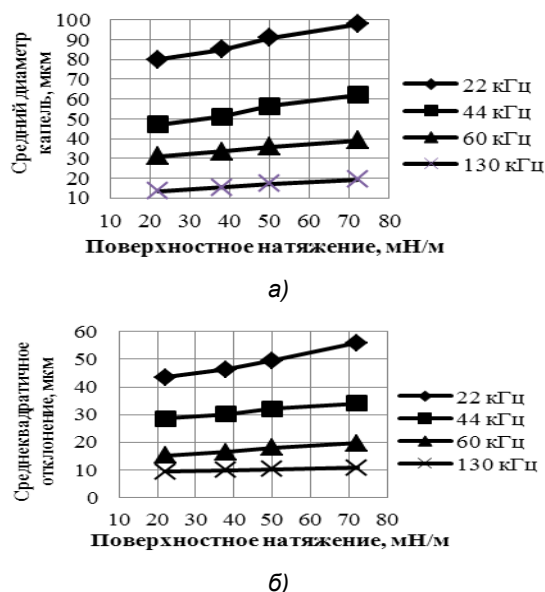 Средний диаметр
капель, мкм
100
90
80
70
60
50
40
30
20
10
10 20 30 40 50 60 70 80
Поверхностное натяжение, мН/м
22 кГц
44 кГц
60 кГц
130 кГц
а)
Среднеквадратичное
отклонение, мкм
60
50
40
30
20
10
0
10 20 30 40 50 60 70 80
Поверхностное натяжение, мН/м
22 кГц
44 кГц
60 кГц
130 кГц
б)